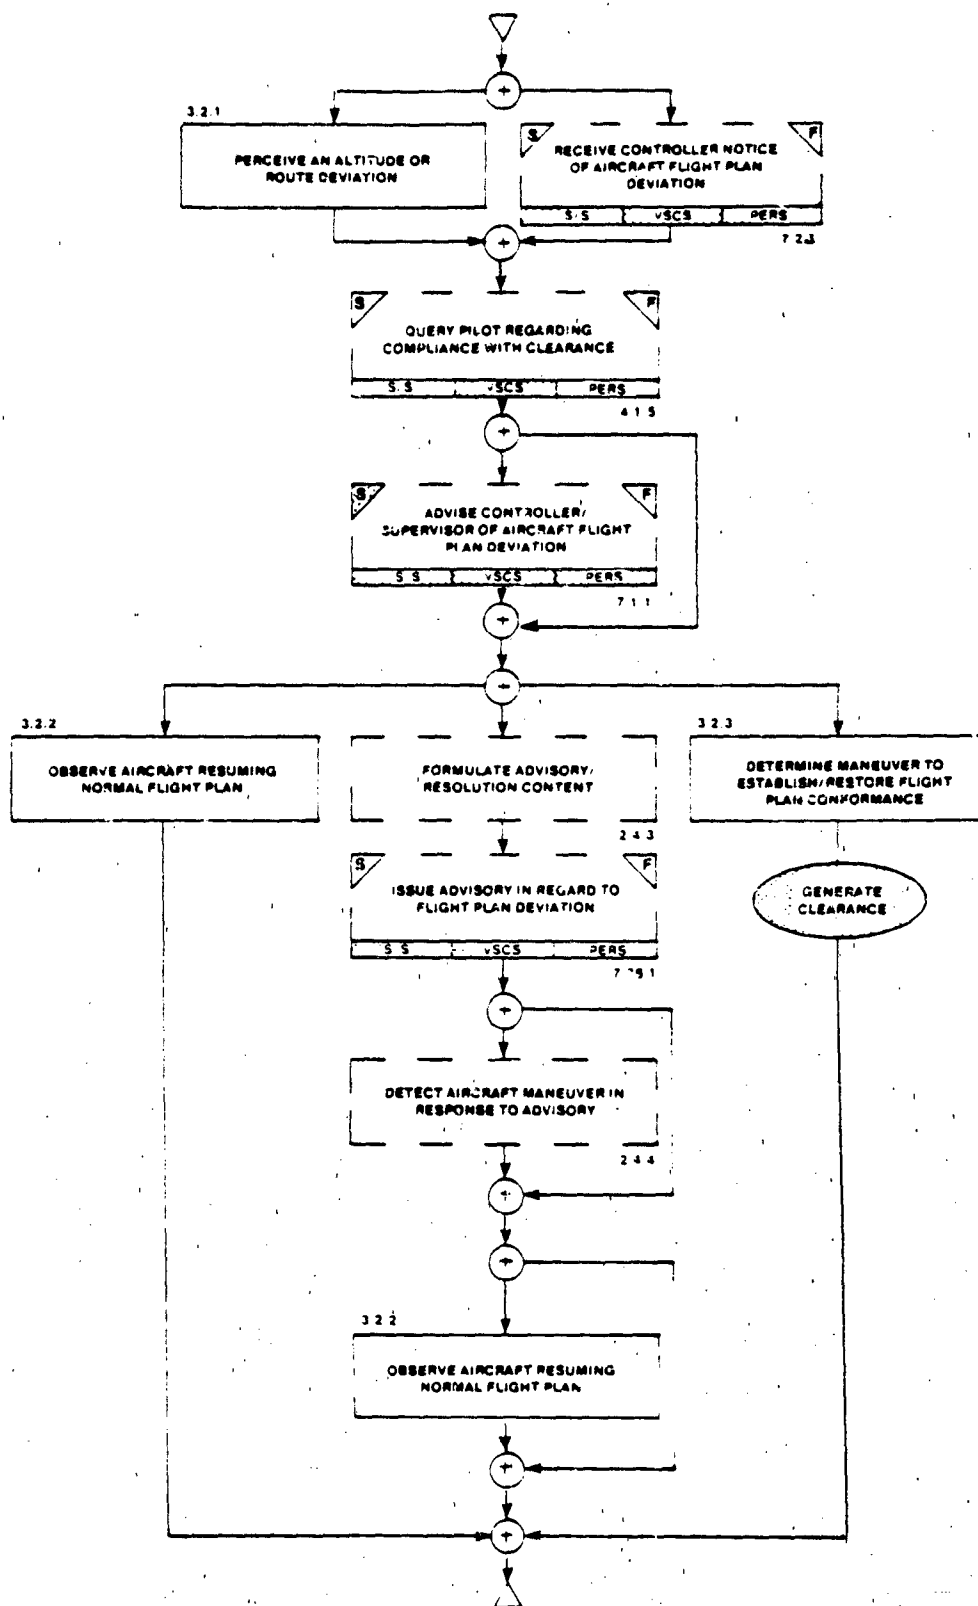 +
3.2.1
PERCEIVE AN ALTITUDE OR
ROUTE DEVIATION
S
F
RECEIVE CONTROLLER NOTICE
OF AIRCRAFT FLIGHT PLAN
DEVIATION
S/S VSCS PERS
7.2.3
+
S
F
QUERY PILOT REGARDING
COMPLIANCE WITH CLEARANCE
S/S VSCS PERS
4.1.5
+
S
F
ADVISE CONTROLLER/
SUPERVISOR OF AIRCRAFT FLIGHT
PLAN DEVIATION
S/S VSCS PERS
7.1.1
+
+
3.2.2
OBSERVE AIRCRAFT RESUMING
NORMAL FLIGHT PLAN
FORMULATE ADVISORY/
RESOLUTION CONTENT
2.4.3
3.2.3
DETERMINE MANEUVER TO
ESTABLISH/RESTORE FLIGHT
PLAN CONFORMANCE
GENERATE
CLEARANCE
S
F
ISSUE ADVISORY IN REGARD TO
FLIGHT PLAN DEVIATION
S/S VSCS PERS
+
DETECT AIRCRAFT MANEUVER IN
RESPONSE TO ADVISORY
2.4.4
+
+
3.2.2
OBSERVE AIRCRAFT RESUMING
NORMAL FLIGHT PLAN
+
+